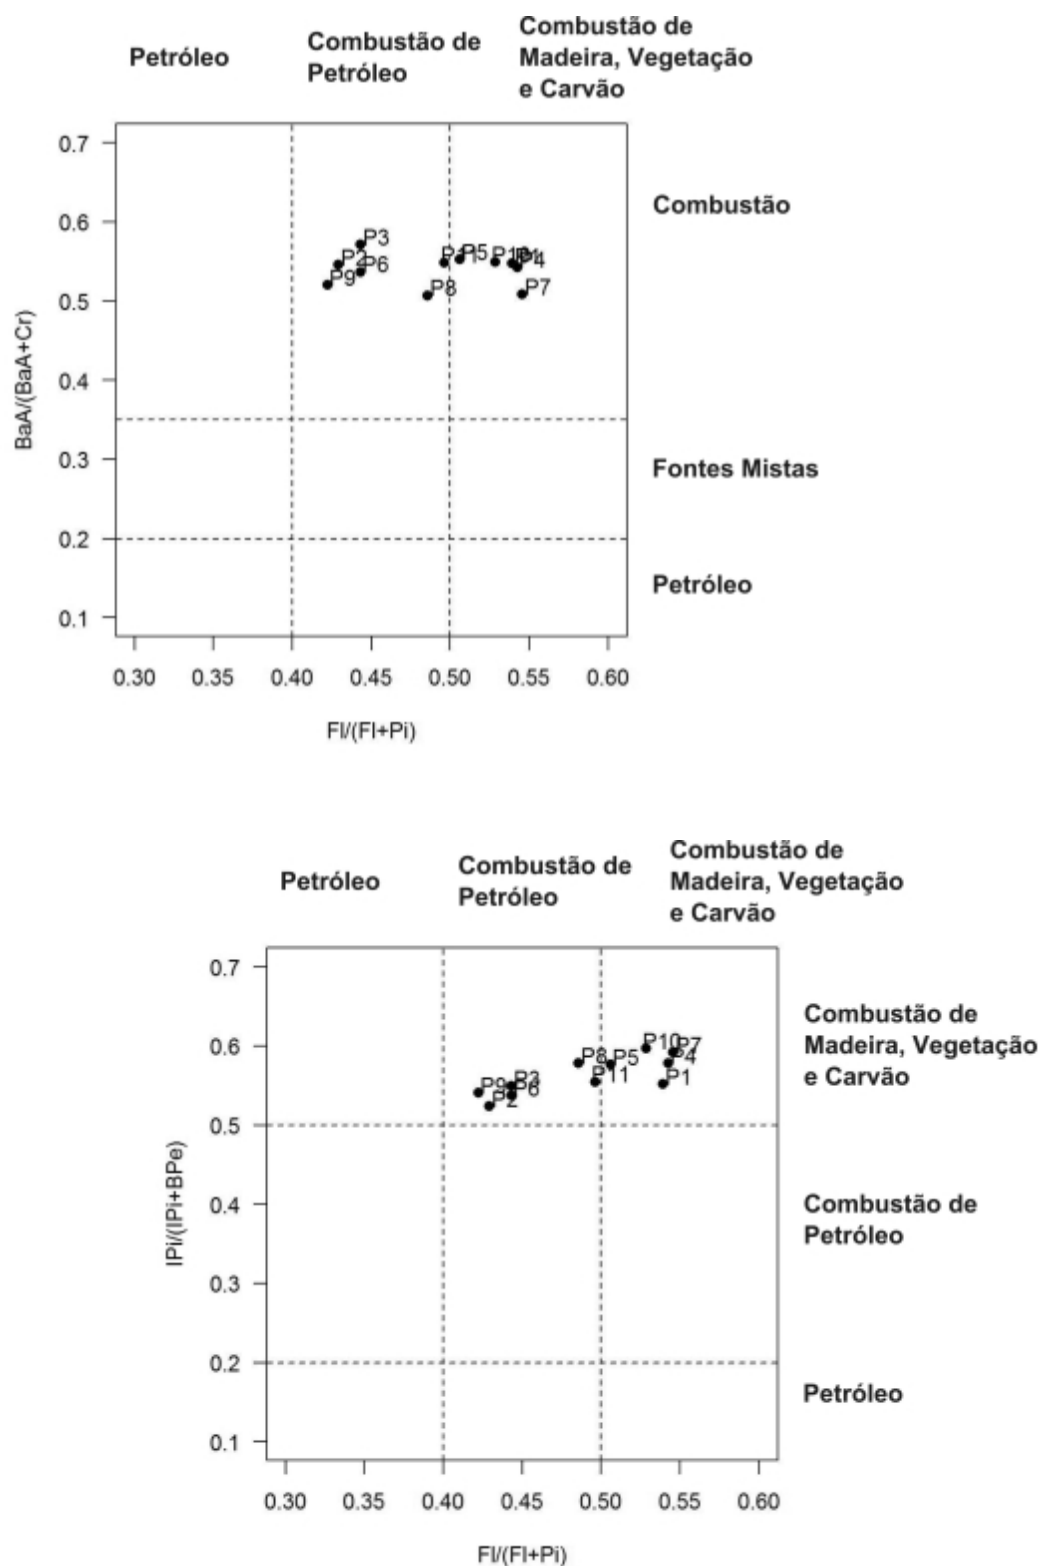 Petróleo
Combustão de
Petróleo
Combustão de
Madeira, Vegetação
e Carvão
0.7
0.6
0.5
0.4
0.3
0.2
0.1
BaA/(BaA+Cr)
P3
P2
P6
P9
P11
P5
P10
P1
P4
P8
P7
Combustão
Fontes Mistas
Petróleo
0.30 0.35 0.40 0.45 0.50 0.55 0.60
Fl/(Fl+Pi)
Petróleo
Combustão de
Petróleo
Combustão de
Madeira, Vegetação
e Carvão
0.7
0.6
0.5
0.4
0.3
0.2
0.1
IPi/(IPi+BPe)
P10
P7
P8
P5
P4
P11
P1
P3
P9
P6
P2
Combustão de
Madeira, Vegetação
e Carvão
Combustão de
Petróleo
Petróleo
0.30 0.35 0.40 0.45 0.50 0.55 0.60
Fl/(Fl+Pi)